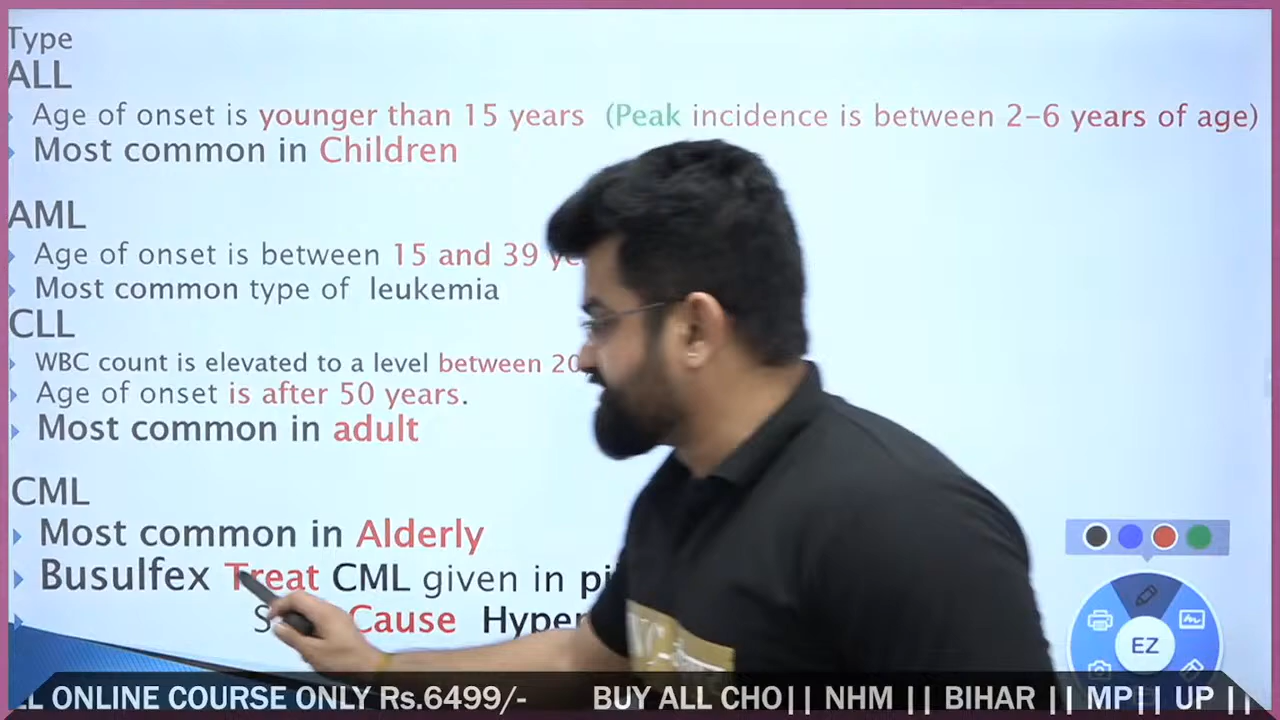 Type
ALL
Age of onset is younger than 15 years (Peak incidence is between 2-6 years of age)
Most common in Children
AML
Age of onset is between 15 and 39
Most common type of leukemia
CLL
WBC count is elevated to a level between 20
Age of onset is after 50 years.
Most common in adult
CML
Most common in Alderly
Busulfex Treat CML given in
Cause
EZ
ONLINE COURSE ONLY Rs.6499/- BUY ALL CHO|| NHM || BIHAR || MP|| UP ||